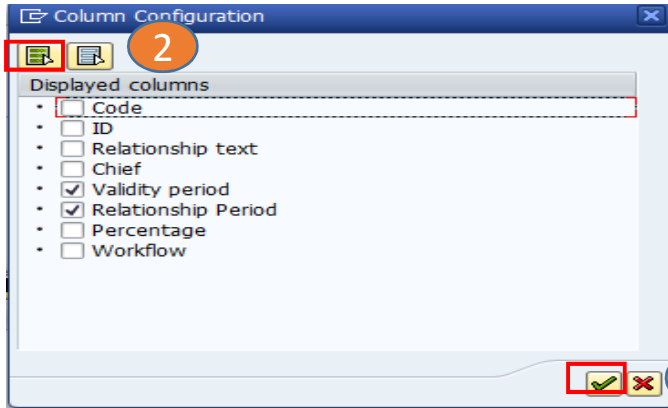 Column Configuration
2
Displayed columns
Code
ID
Relationship text
Chief
Validity period
Relationship Period
Percentage
Workflow